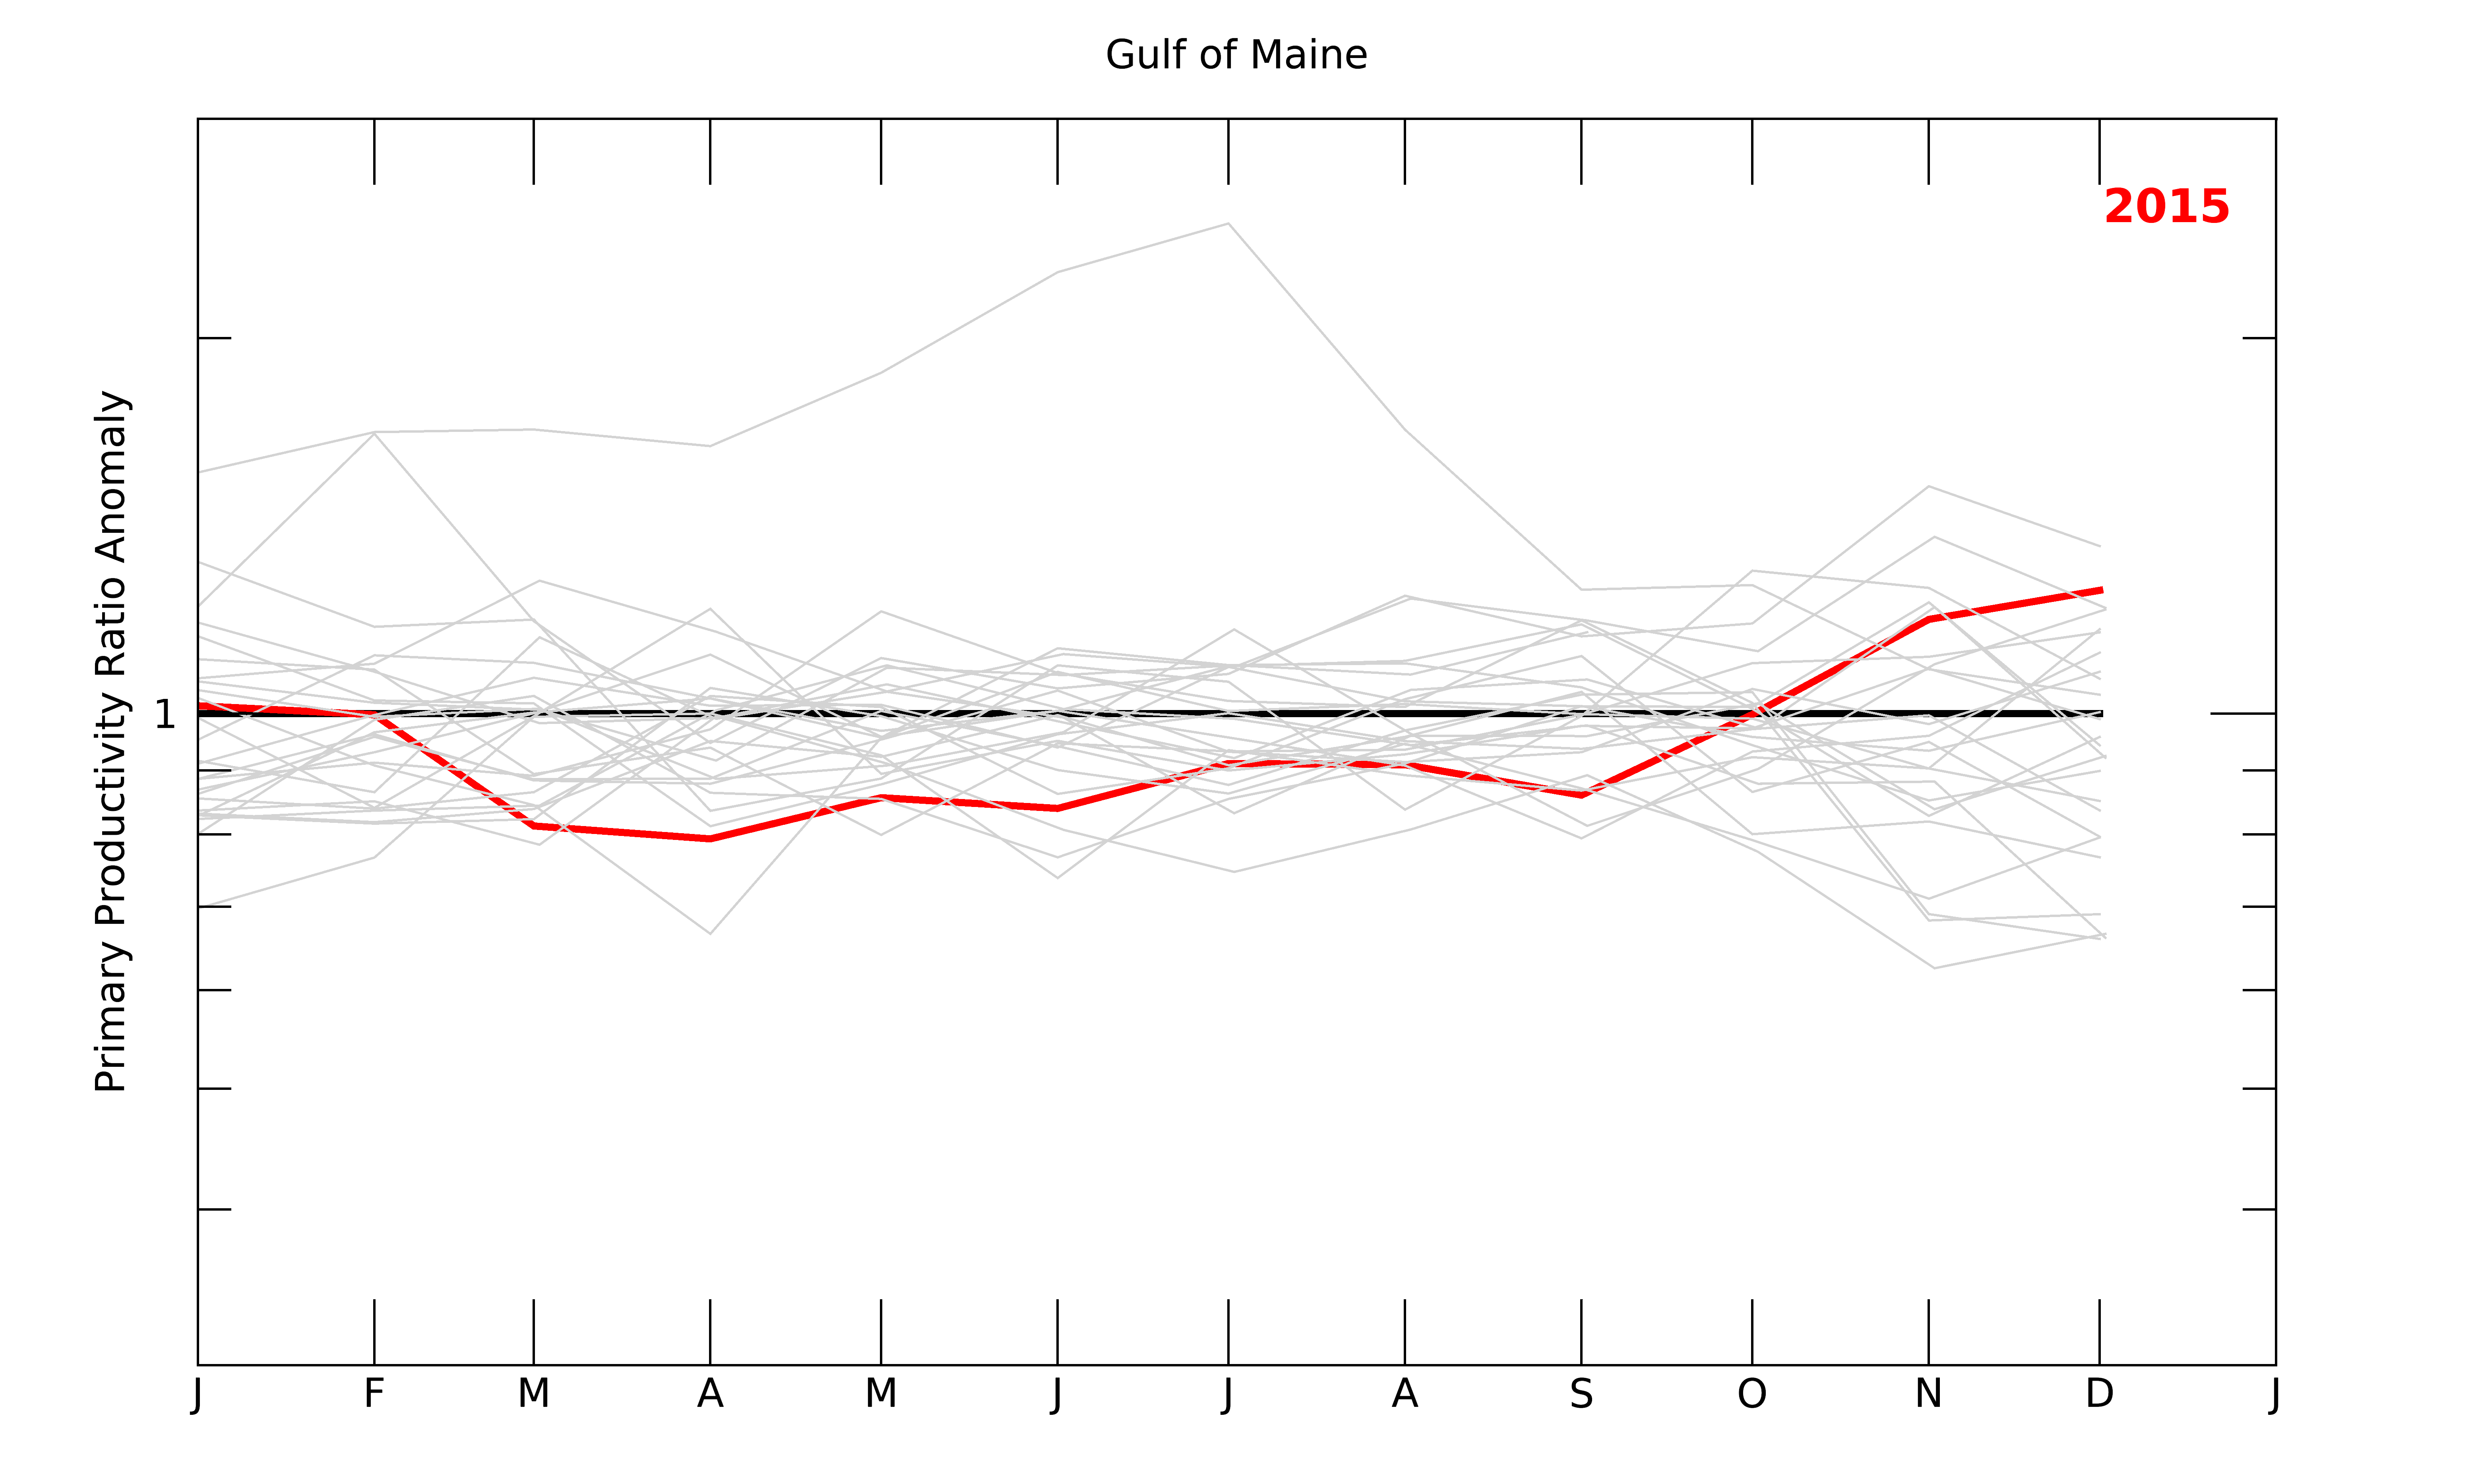 Gulf of Maine
2015
Primary Productivity Ratio Anomaly
1
J F M A M J J A S O N D J